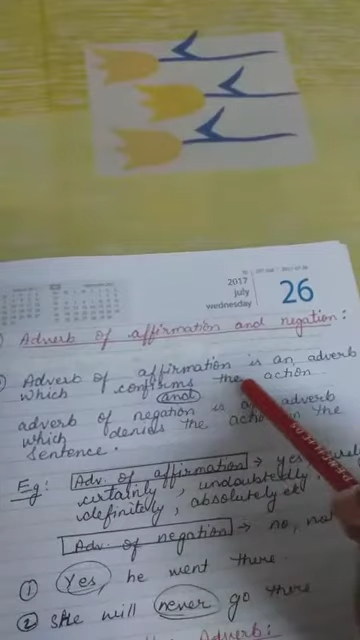 2017
July
wednesday
26
Adverb of affirmation and negation:
Adverb of affirmation is an adverb
which confirms the action
and
adverb of negation is an adverb
which denies the action in the
sentence.
Eg: Adv. of affirmation → yes,
certainly, undoubtedly,
definitely, absolutely etc
Adv. of negation → no, not
① Yes, he went there.
② She will never go there
Adverb: